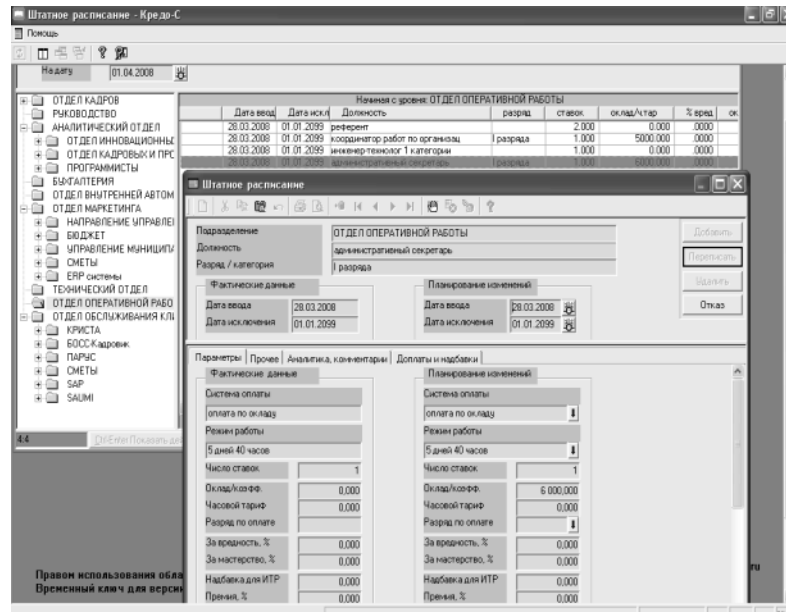 Штатное расписание - Кредо-С
Помощь
На дату 01.04.2008
ОТДЕЛ КАДРОВ
РУКОВОДСТВО
АНАЛИТИЧЕСКИЙ ОТДЕЛ
ОТДЕЛ ИННОВАЦИОННЫ
ОТДЕЛ КАДРОВЫХ И ПРС
ПРОГРАММИСТЫ
БУХГАЛТЕРИЯ
ОТДЕЛ ВНУТРЕННЕЙ АВТОМ
ОТДЕЛ МАРКЕТИНГА
НАПРАВЛЕНИЕ УПРАВЛЕ
БЮДЖЕТ
УПРАВЛЕНИЕ МУНИЦИП
СМЕТЫ
ERP системы
ТЕХНИЧЕСКИЙ ОТДЕЛ
ОТДЕЛ ОПЕРАТИВНОЙ РАБО
ОТДЕЛ ОБСЛУЖИВАНИЯ КЛ
КРИСТА
БОСС-Кадровик
ПАРУС
СМЕТЫ
SAP
SAUMI
4:4 Ctrl-Enter Показать де
Начиная с уровня: ОТДЕЛ ОПЕРАТИВНОЙ РАБОТЫ
Дата ввод Дата искл Должность разряд ставок оклад/чтар % вред ок
28.03.2008 01.01.2099 референт 2.000 0.000 .0000
28.03.2008 01.01.2099 координатор работ по организац I разряда 1.000 5000.000 .0000
28.03.2008 01.01.2099 инженер-технолог 1 категории 1.000 0.000 .0000
28.03.2008 01.01.2099 административный секретарь I разряда 1.000 6000.000 .0000
Штатное расписание
Подразделение ОТДЕЛ ОПЕРАТИВНОЙ РАБОТЫ
Должность административный секретарь
Разряд / категория I разряда
Добавить
Переписать
Удалить
Отказ
Фактические данные Планирование изменений
Дата ввода 28.03.2008 Дата ввода 28.03.2008
Дата исключения 01.01.2099 Дата исключения 01.01.2099
Параметры Прочее Аналитика, комментарии Доплаты и надбавки
Фактические данные Планирование изменений
Система оплаты Система оплаты
оплата по окладу оплата по окладу
Режим работы Режим работы
5 дней 40 часов 5 дней 40 часов
Число ставок 1 Число ставок 1
Оклад/коэфф. 0,000 Оклад/коэфф. 6 000,000
Часовой тариф 0,000 Часовой тариф 0,000
Разряд по оплате Разряд по оплате
За вредность, % 0,000 За вредность, % 0,000
За мастерство, % 0,000 За мастерство, % 0,000
Надбавка для ИТР 0,000 Надбавка для ИТР 0,000
Премия, % 0,000 Премия, % 0,000
Правом использования обла
Временный ключ для верси
ru